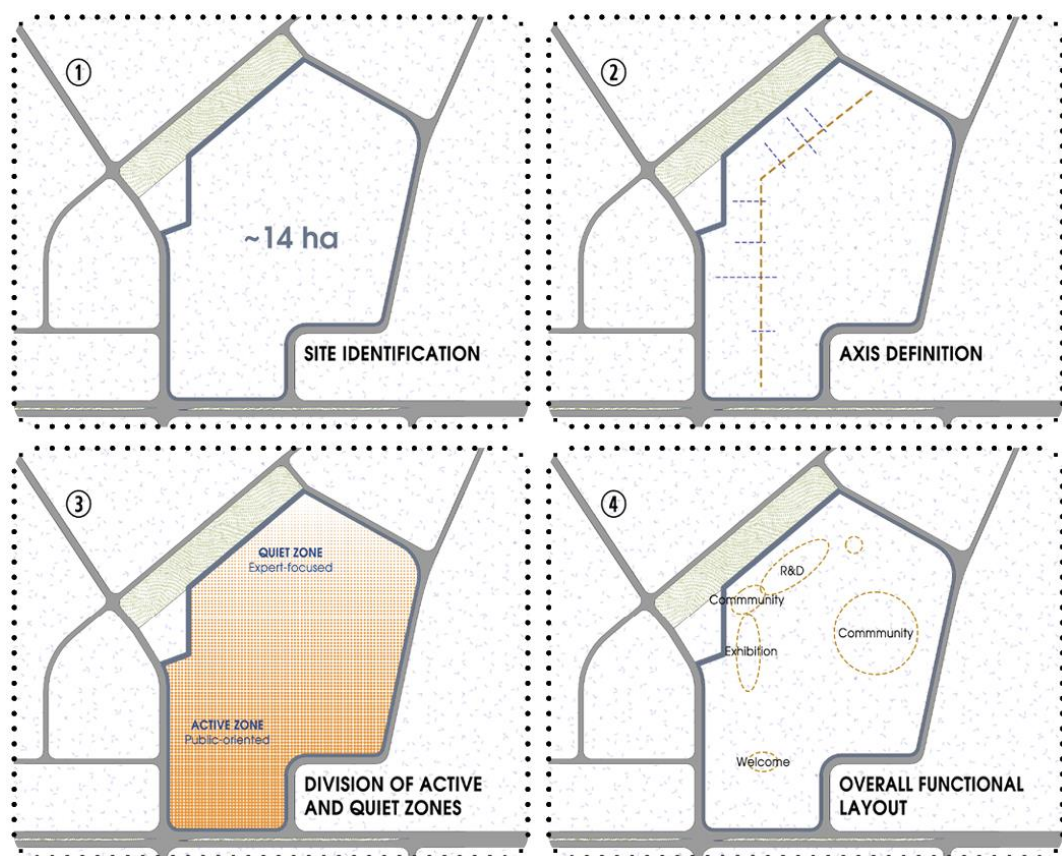 ①
~14 ha
SITE IDENTIFICATION
②
AXIS DEFINITION
③
QUIET ZONE
Expert-focused
ACTIVE ZONE
Public-oriented
DIVISION OF ACTIVE
AND QUIET ZONES
④
R&D
Commmunity
Commmunity
Exhibition
Welcome
OVERALL FUNCTIONAL
LAYOUT